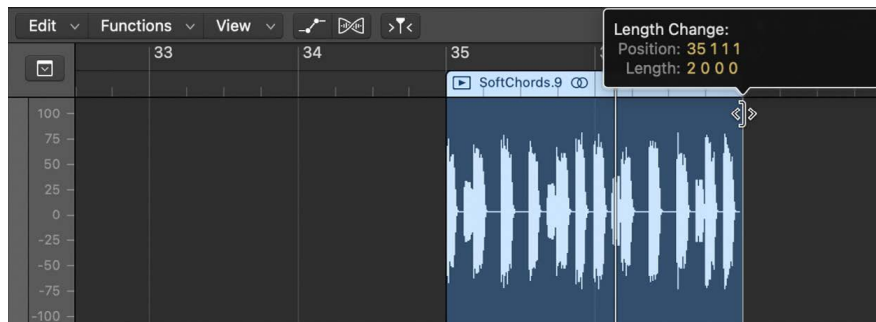 Edit Functions View
Length Change:
Position: 35 1 1 1
Length: 2 0 0 0
33 34 35
SoftChords.9
100
75
50
25
0
-25
-50
-75
-100